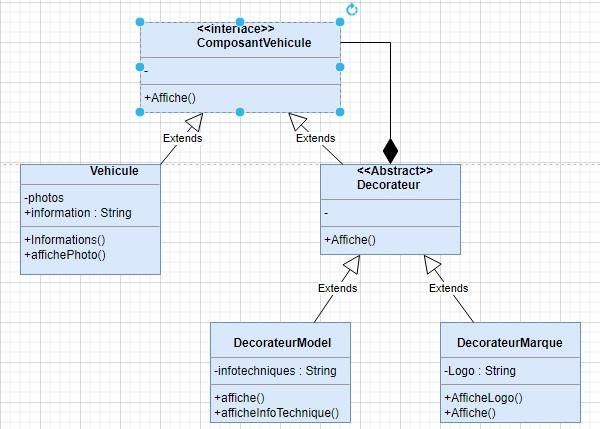 <<interface>>
ComposantVehicule
-
+Affiche()
Extends
Extends
Vehicule
-photos
+information : String
+Informations()
+affichePhoto()
<<Abstract>>
Decorateur
-
+Affiche()
Extends
Extends
DecorateurModel
-infotechniques : String
+affiche()
+afficheInfoTechnique()
DecorateurMarque
-Logo : String
+AfficheLogo()
+Affiche()